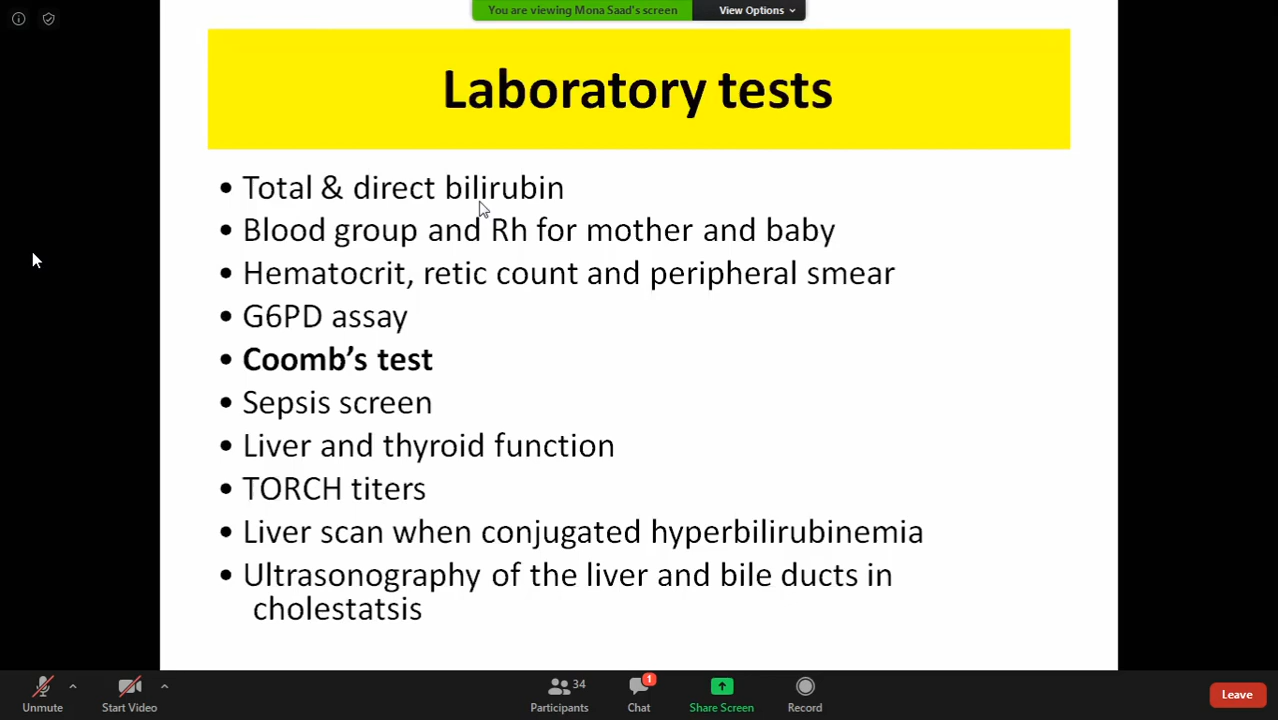 You are viewing Mona Saad's screen
View Options
Laboratory tests
• Total & direct bilirubin
• Blood group and Rh for mother and baby
• Hematocrit, retic count and peripheral smear
• G6PD assay
• Coomb’s test
• Sepsis screen
• Liver and thyroid function
• TORCH titers
• Liver scan when conjugated hyperbilirubinemia
• Ultrasonography of the liver and bile ducts in
cholestatsis
Unmute
Start Video
34
Participants
1
Chat
Share Screen
Record
Leave